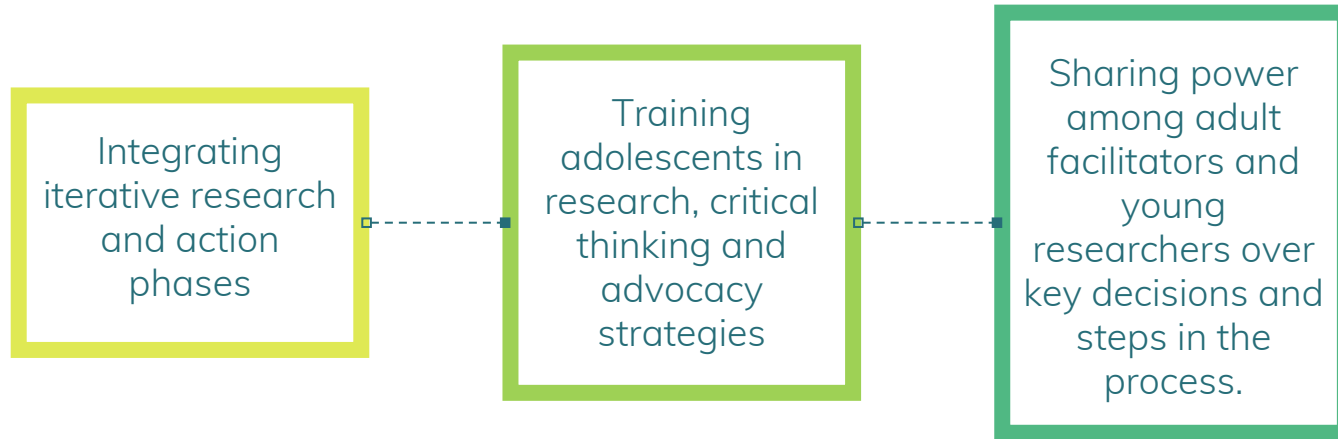 Integrating
iterative research
and action
phases
Training
adolescents in
research, critical
thinking and
advocacy
strategies
Sharing power
among adult
facilitators and
young
researchers over
key decisions and
steps in the
process.